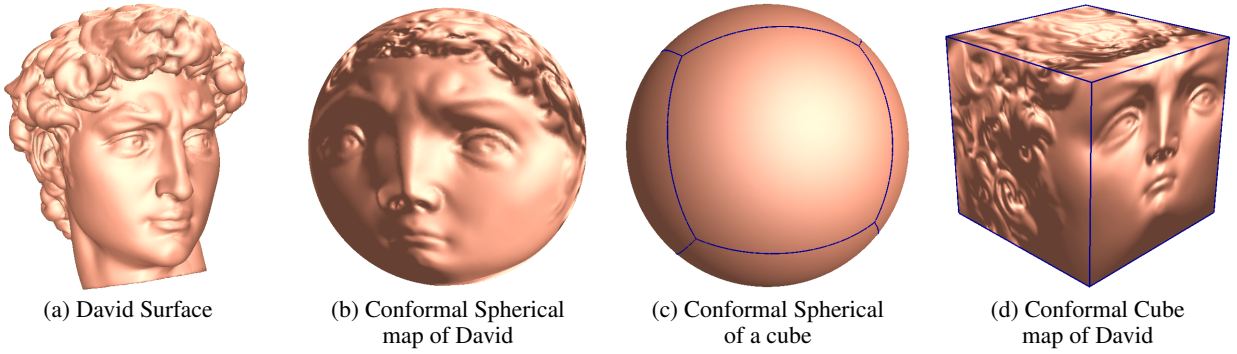 (a) David Surface
(b) Conformal Spherical
map of David
(c) Conformal Spherical
of a cube
(d) Conformal Cube
map of David